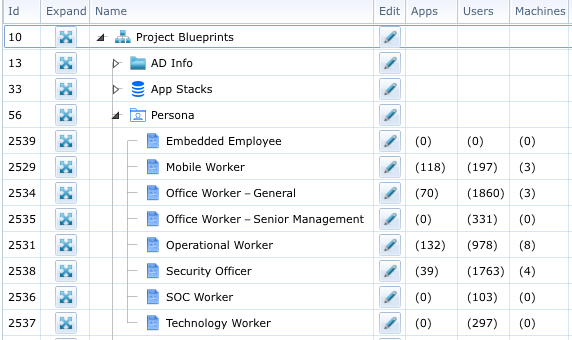 Id Expand Name Edit Apps Users Machines
10 Project Blueprints
13 AD Info
33 App Stacks
56 Persona
2539 Embedded Employee (0) (0) (0)
2529 Mobile Worker (118) (197) (3)
2534 Office Worker – General (70) (1860) (3)
2535 Office Worker – Senior Management (0) (331) (0)
2531 Operational Worker (132) (978) (8)
2538 Security Officer (39) (1763) (4)
2536 SOC Worker (0) (103) (0)
2537 Technology Worker (0) (297) (0)